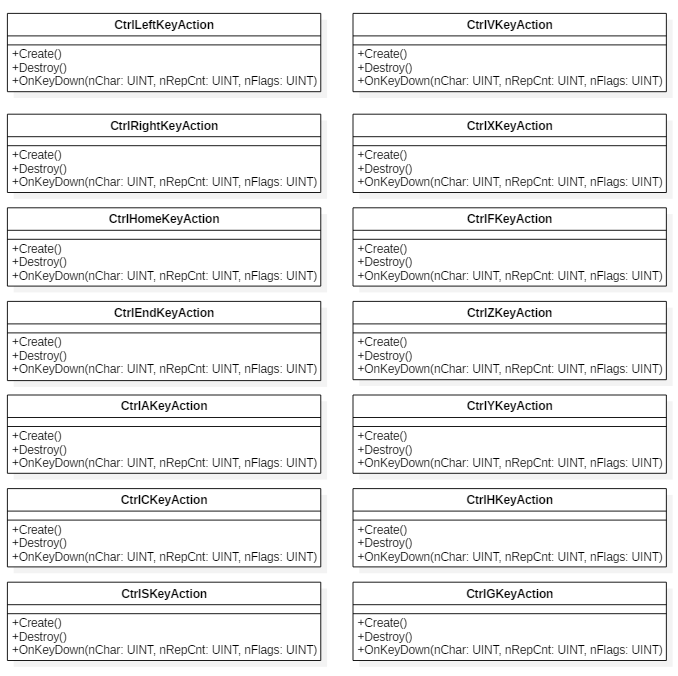 CtrlLeftKeyAction
+Create()
+Destroy()
+OnKeyDown(nChar: UINT, nRepCnt: UINT, nFlags: UINT)
CtrlRightKeyAction
+Create()
+Destroy()
+OnKeyDown(nChar: UINT, nRepCnt: UINT, nFlags: UINT)
CtrlHomeKeyAction
+Create()
+Destroy()
+OnKeyDown(nChar: UINT, nRepCnt: UINT, nFlags: UINT)
CtrlEndKeyAction
+Create()
+Destroy()
+OnKeyDown(nChar: UINT, nRepCnt: UINT, nFlags: UINT)
CtrlAKeyAction
+Create()
+Destroy()
+OnKeyDown(nChar: UINT, nRepCnt: UINT, nFlags: UINT)
CtrlCKeyAction
+Create()
+Destroy()
+OnKeyDown(nChar: UINT, nRepCnt: UINT, nFlags: UINT)
CtrlSKeyAction
+Create()
+Destroy()
+OnKeyDown(nChar: UINT, nRepCnt: UINT, nFlags: UINT)
CtrlVKeyAction
+Create()
+Destroy()
+OnKeyDown(nChar: UINT, nRepCnt: UINT, nFlags: UINT)
CtrlXKeyAction
+Create()
+Destroy()
+OnKeyDown(nChar: UINT, nRepCnt: UINT, nFlags: UINT)
CtrlFKeyAction
+Create()
+Destroy()
+OnKeyDown(nChar: UINT, nRepCnt: UINT, nFlags: UINT)
CtrlZKeyAction
+Create()
+Destroy()
+OnKeyDown(nChar: UINT, nRepCnt: UINT, nFlags: UINT)
CtrlYKeyAction
+Create()
+Destroy()
+OnKeyDown(nChar: UINT, nRepCnt: UINT, nFlags: UINT)
CtrlHKeyAction
+Create()
+Destroy()
+OnKeyDown(nChar: UINT, nRepCnt: UINT, nFlags: UINT)
CtrlGKeyAction
+Create()
+Destroy()
+OnKeyDown(nChar: UINT, nRepCnt: UINT, nFlags: UINT)